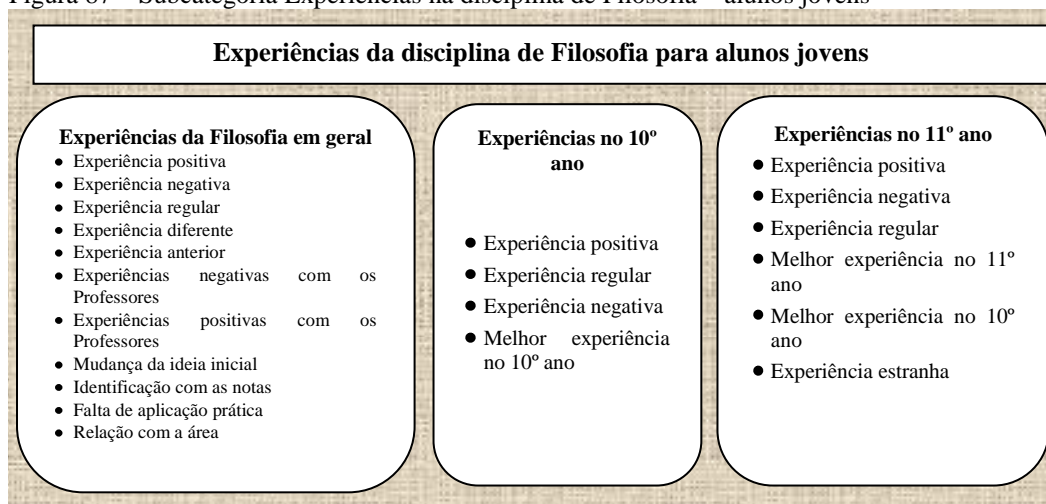 Figura 87 – Subcategoria Experiências na disciplina de Filosofia – alunos jovens
Experiências da disciplina de Filosofia para alunos jovens
Experiências da Filosofia em geral
• Experiência positiva
• Experiência negativa
• Experiência regular
• Experiência diferente
• Experiência anterior
• Experiências negativas com os
Professores
• Experiências positivas com os
Professores
• Mudança da ideia inicial
• Identificação com as notas
• Falta de aplicação prática
• Relação com a área
Experiências no 10º
ano
• Experiência positiva
• Experiência regular
• Experiência negativa
• Melhor experiência
no 10º ano
Experiências no 11º ano
• Experiência positiva
• Experiência negativa
• Experiência regular
• Melhor experiência no 11º
ano
• Melhor experiência no 10º
ano
• Experiência estranha